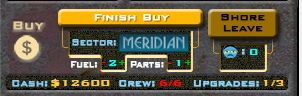 FINISH BUY
SHORE LEAVE
BUY
$
SECTOR: MERIDIAN
: 0
FUEL: -2+ PARTS: 1 +
CASH: $12600 CREW: 6/6 UPGRADES: 1/3